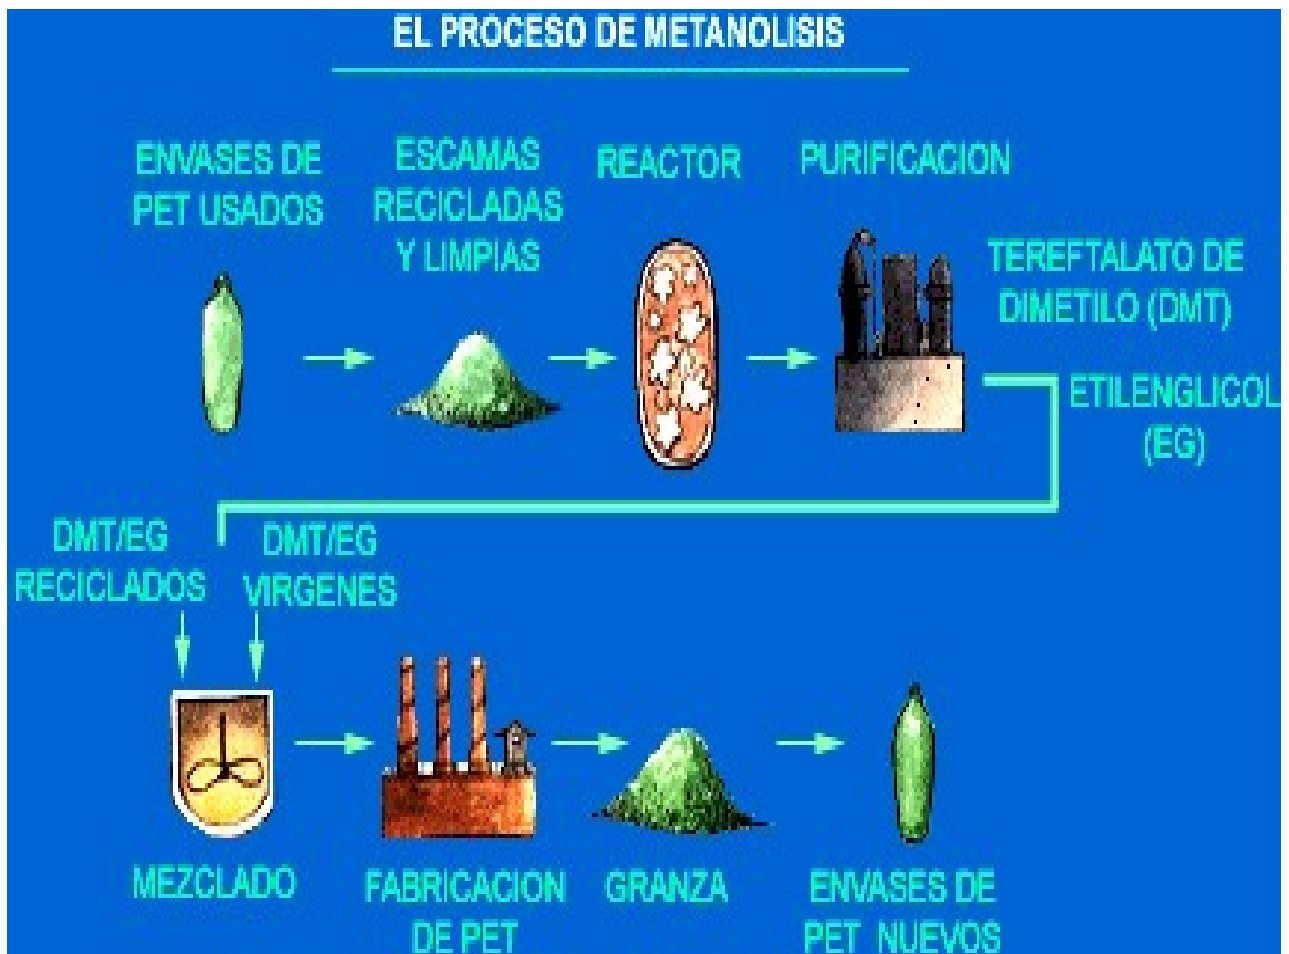 EL PROCESO DE METANOLISIS
ENVASES DE
PET USADOS
ESCAMAS
RECICLADAS
Y LIMPIAS
REACTOR
PURIFICACION
TEREFTALATO DE
DIMETILO (DMT)
ETILENGLICOL
(EG)
DMT/EG
RECICLADOS
DMT/EG
VIRGENES
MEZCLADO
FABRICACION
DE PET
GRANZA
ENVASES DE
PET NUEVOS